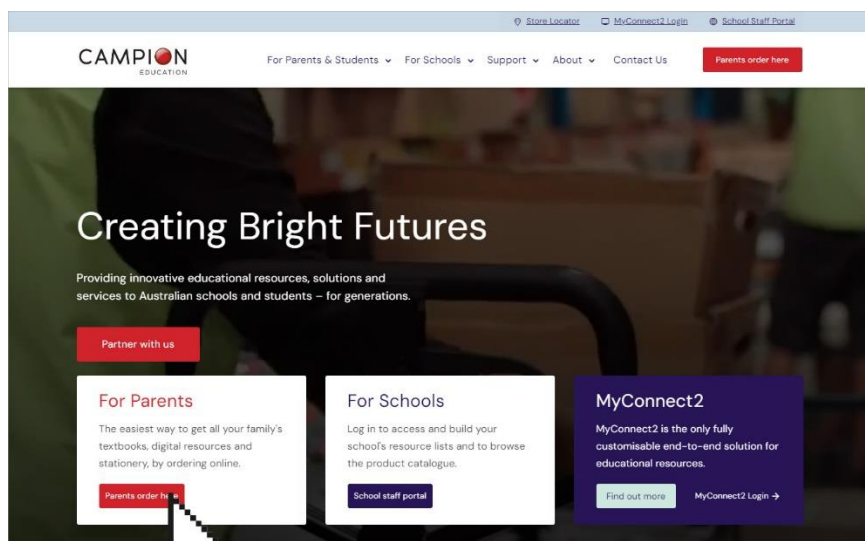 Store Locator MyConnect2 Login School Staff Portal
CAMPION
EDUCATION
For Parents & Students For Schools Support About Contact Us Parents order here
Creating Bright Futures
Providing innovative educational resources, solutions and
services to Australian schools and students – for generations.
Partner with us
For Parents
The easiest way to get all your family's
textbooks, digital resources and
stationery, by ordering online.
Parents order here
For Schools
Log in to access and build your
school's resource lists and to browse
the product catalogue.
School staff portal
MyConnect2
MyConnect2 is the
only fully
customisable end-to-end solution for
educational resources.
Find out more MyConnect2 Login →